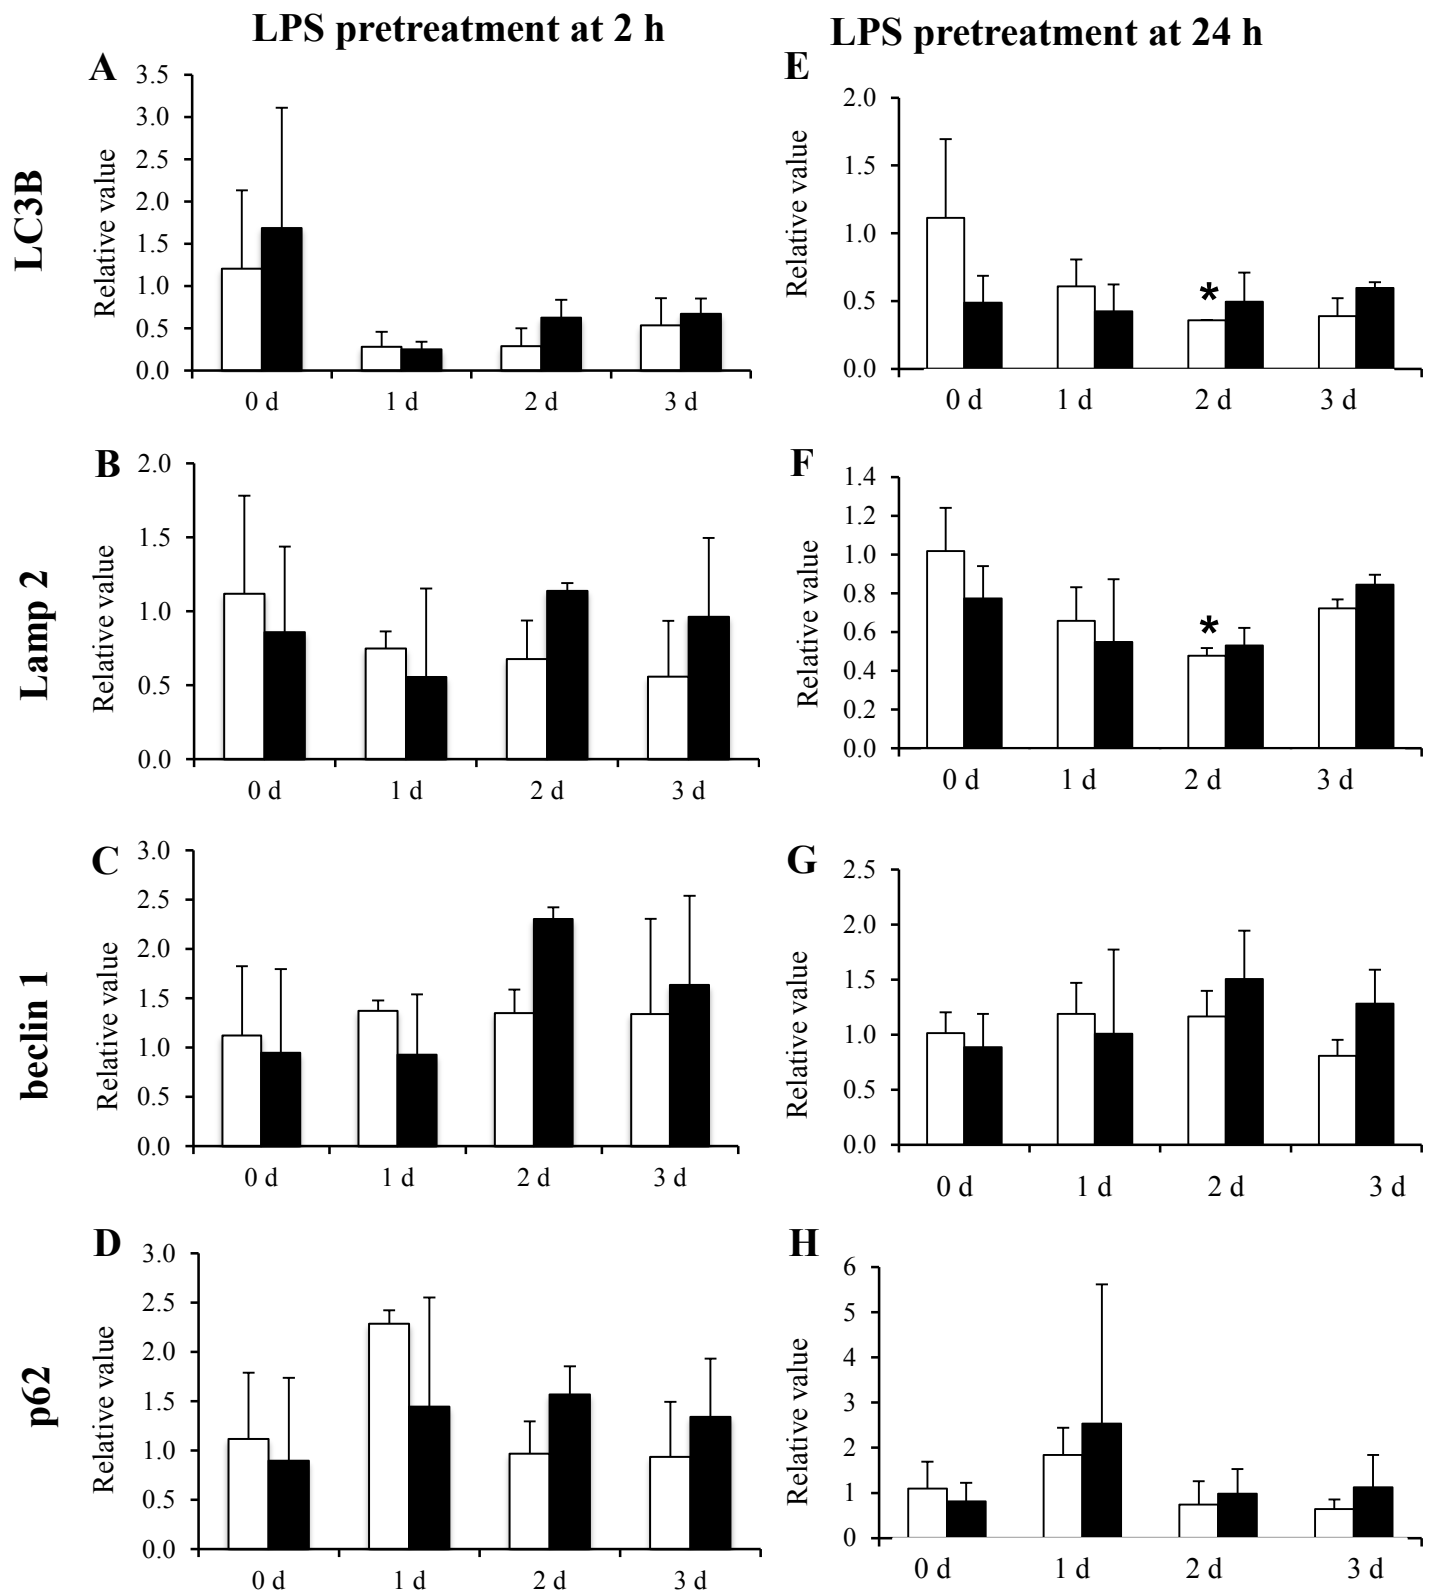 LPS pretreatment at 2 h
LPS pretreatment at 24 h
LC3B
A
Relative value
3.5
3.0
2.5
2.0
1.5
1.0
0.5
0.0
0 d 1 d 2 d 3 d
E
Relative value
2.0
1.5
1.0
0.5
0.0
*
0 d 1 d 2 d 3 d
Lamp 2
B
Relative value
2.0
1.5
1.0
0.5
0.0
0 d 1 d 2 d 3 d
F
Relative value
1.4
1.2
1.0
0.8
0.6
0.4
0.2
0.0
*
0 d 1 d 2 d 3 d
beclin 1
C
Relative value
3.0
2.5
2.0
1.5
1.0
0.5
0.0
0 d 1 d 2 d 3 d
G
Relative value
2.5
2.0
1.5
1.0
0.5
0.0
0 d 1 d 2 d 3 d
p62
D
Relative value
3.0
2.5
2.0
1.5
1.0
0.5
0.0
0 d 1 d 2 d 3 d
H
Relative value
6
5
4
3
2
1
0
0 d 1 d 2 d 3 d